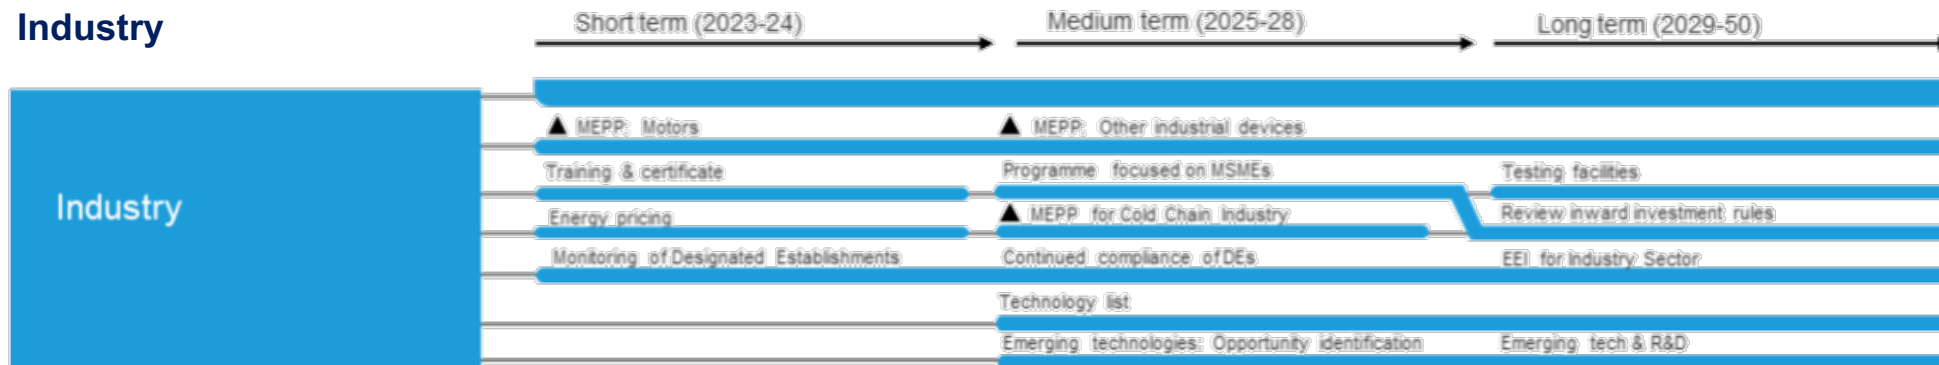 Industry
Short term (2023-24)
Medium term (2025-28)
Long term (2029-50)
Industry
▲ MEPP: Motors
▲ MEPP: Other industrial devices
Training & certificate
Programme focused on MSMEs
Testing facilities
Energy pricing
▲ MEPP for Cold Chain Industry
Review inward investment rules
Monitoring of Designated Establishments
Continued compliance of DEs
EEI for Industry Sector
Technology list
Emerging technologies: Opportunity identification
Emerging tech & R&D